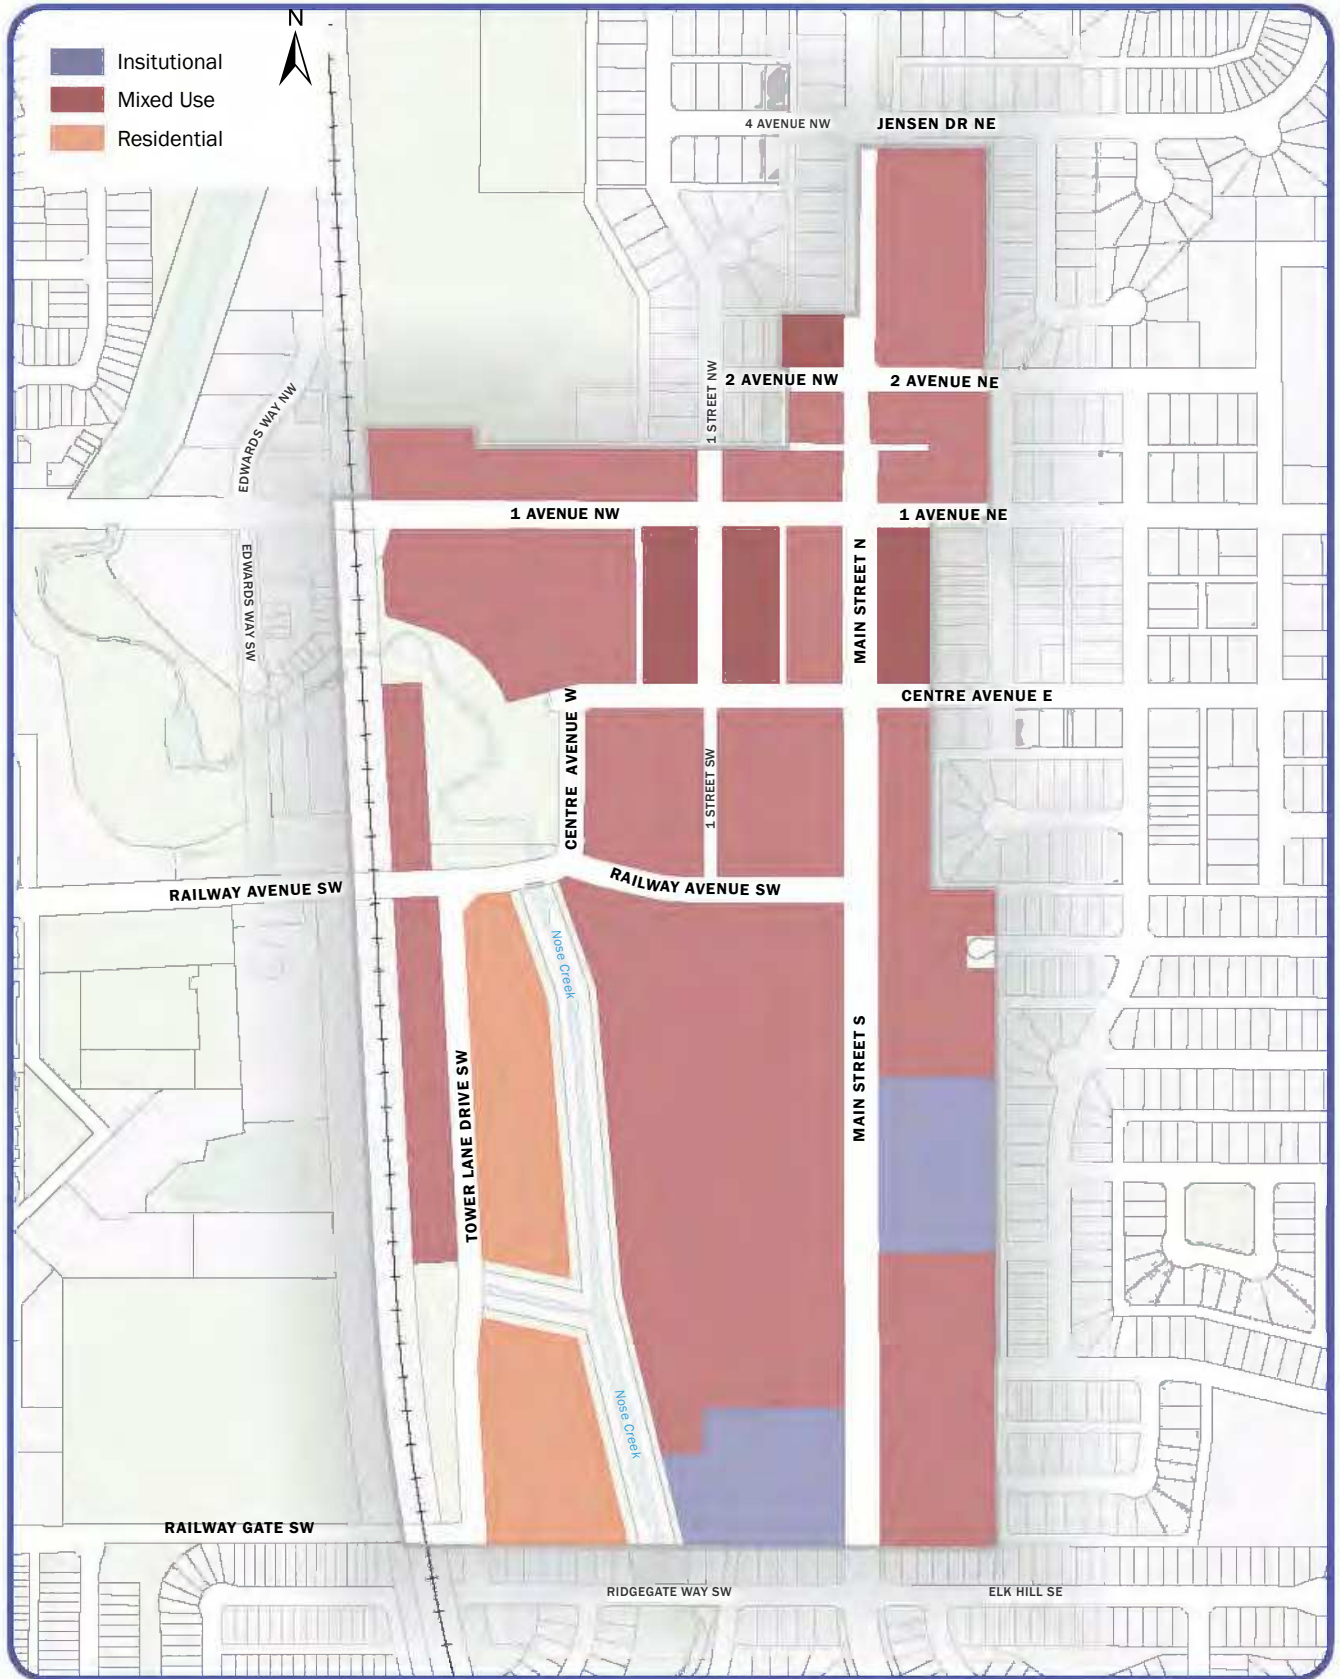 N
Insitutional
Mixed Use
Residential
4 AVENUE NW
JENSEN DR NE
1 STREET NW
2 AVENUE NW
2 AVENUE NE
EDWARDS WAY NW
1 AVENUE NW
1 AVENUE NE
EDWARDS WAY SW
MAIN STREET N
CENTRE AVENUE W
CENTRE AVENUE E
1 STREET SW
RAILWAY AVENUE SW
RAILWAY AVENUE SW
Nose Creek
TOWER LANE DRIVE SW
MAIN STREET S
Nose Creek
RAILWAY GATE SW
RIDGEGATE WAY SW
ELK HILL SE